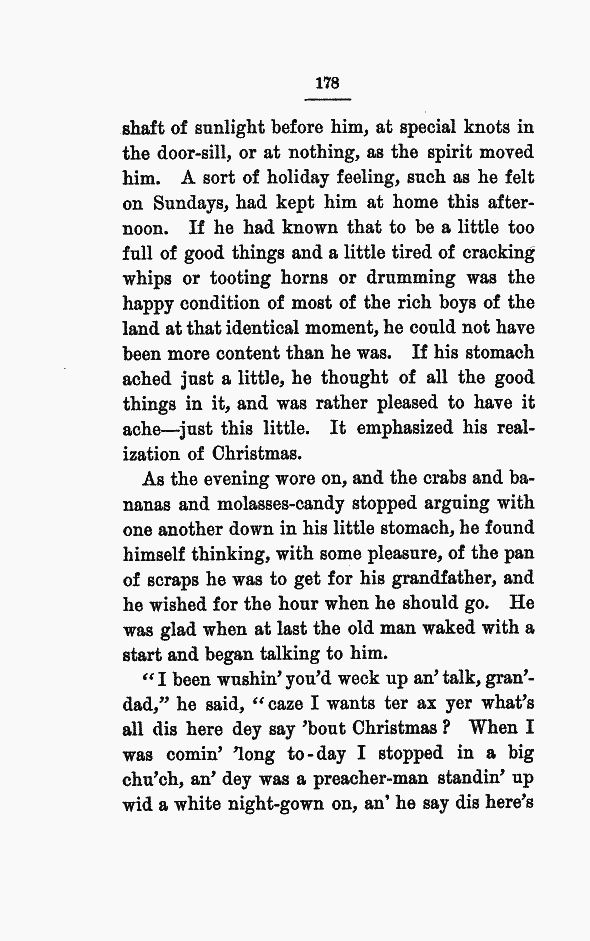 178
shaft of sunlight before him, at special knots in
the door-sill, or at nothing, as the spirit moved
him. A sort of holiday feeling, such as he felt
on Sundays, had kept him at home this after-
noon. If he had known that to be a little too
full of good things and a little tired of cracking
whips or tooting horns or drumming was the
happy condition of most of the rich boys of the
land at that identical moment, he could not have
been more content than he was. If his stomach
ached just a little, he thought of all the good
things in it, and was rather pleased to have it
ache—just this little. It emphasized his real-
ization of Christmas.
As the evening wore on, and the crabs and ba-
nanas and molasses-candy stopped arguing with
one another down in his little stomach, he found
himself thinking, with some pleasure, of the pan
of scraps he was to get for his grandfather, and
he wished for the hour when he should go. He
was glad when at last the old man waked with a
start and began talking to him.
“I been wushin’ you’d weck up an’ talk, gran’-
dad,” he said, “caze I wants ter ax yer what’s
all dis here dey say ’bout Christmas? When I
was comin’ ’long to-day I stopped in a big
chu’ch, an’ dey was a preacher-man standin’ up
wid a white night-gown on, an’ he say dis here’s